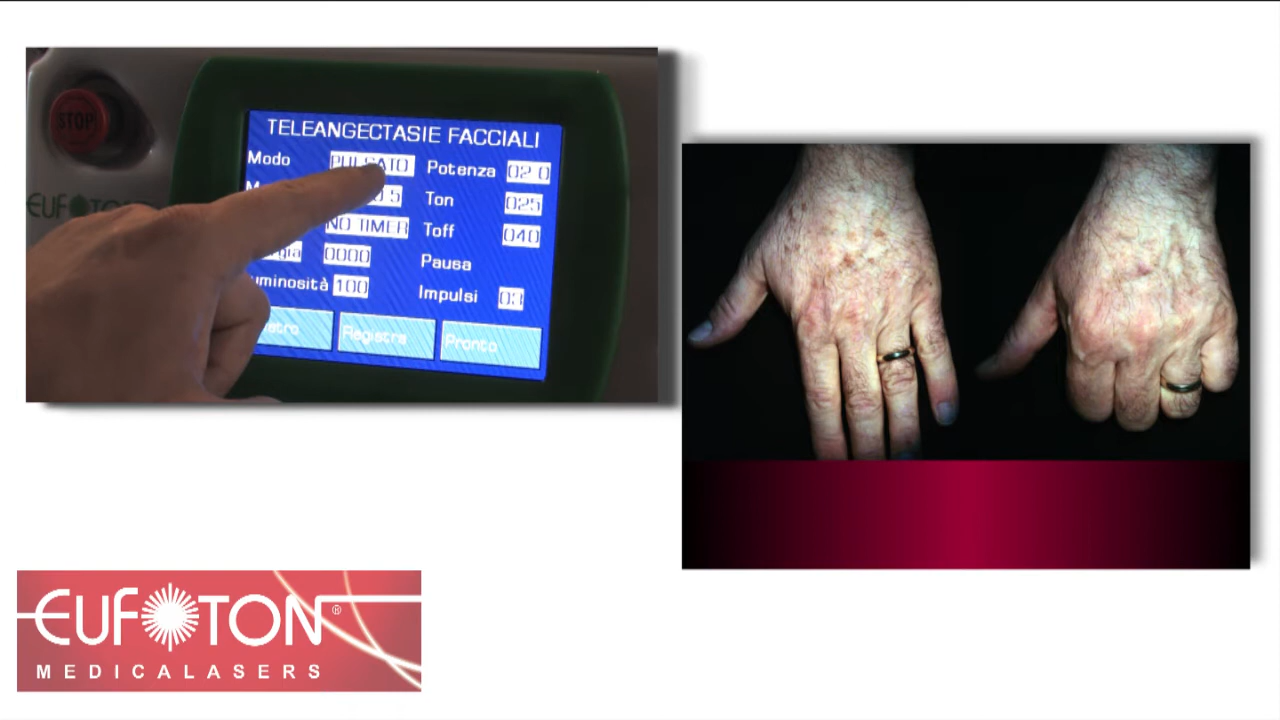 STOP
EUFOTON
TELEANGECTASIE FACCIALI
Modo PULSATO Potenza 02.0
Ton 025
NO TIMER Toff 040
0000 Pausa
100 Impulsi 03
Registra Pronto
EUFOTON®
MEDICALASERS